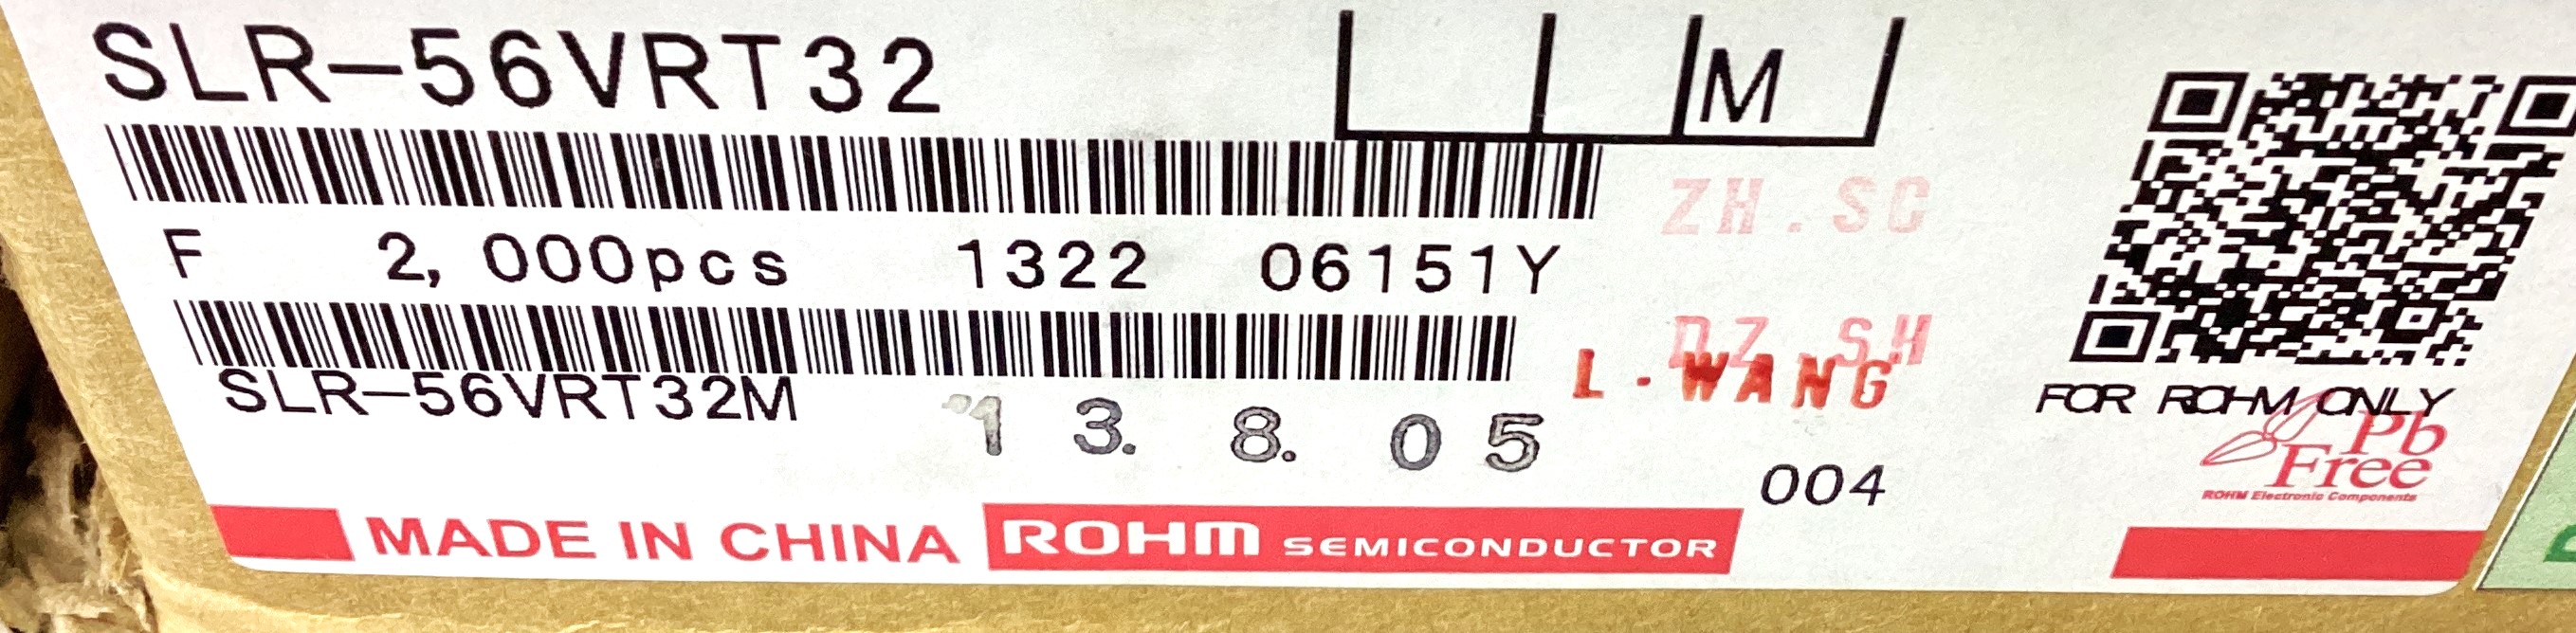 SLR-56VRT32
M
ZH.SC
F 2,000pcs 1322 06151Y
DZ.SH
L.WANG
SLR-56VRT32M
'13.8.05
FOR ROHM ONLY
Pb
Free
ROHM Electronic Components
004
MADE IN CHINA ROHM SEMICONDUCTOR